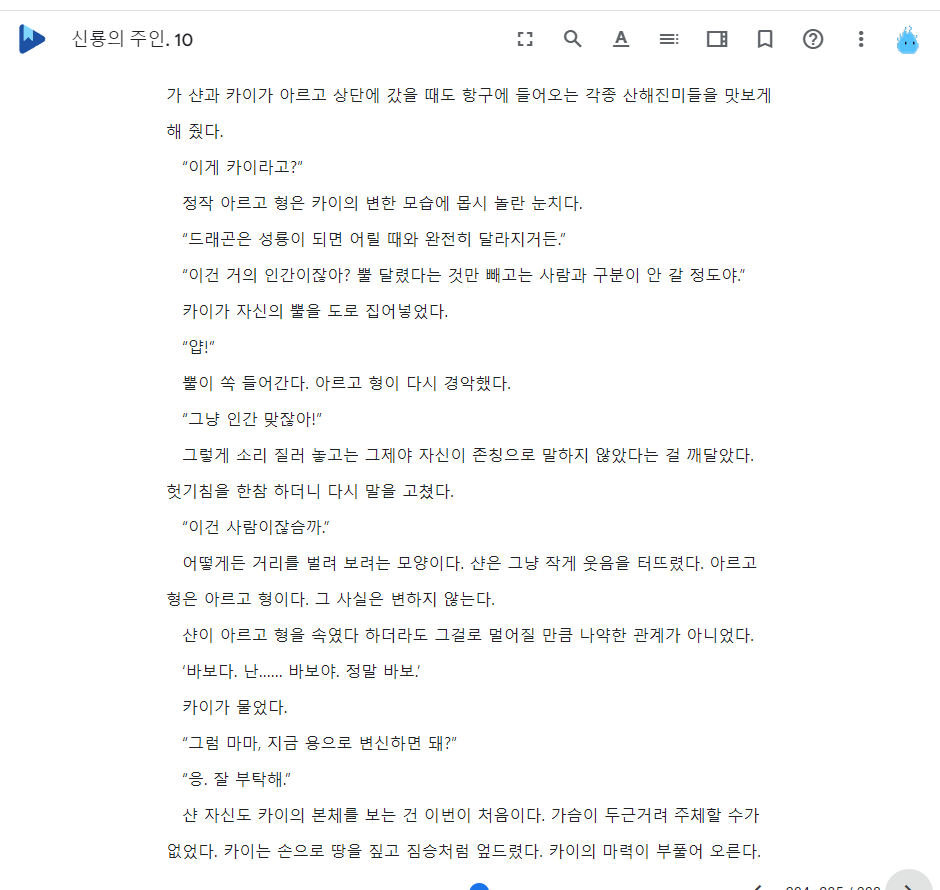 신룡의 주인. 10
가 샨과 카이가 아르고 상단에 갔을 때도 항구에 들어오는 각종 산해진미들을 맛보게
해 줬다.
“이게 카이라고?”
정작 아르고 형은 카이의 변한 모습에 몹시 놀란 눈치다.
“드래곤은 성룡이 되면 어릴 때와 완전히 달라지거든.”
“이건 거의 인간이잖아? 뿔 달렸다는 것만 빼고는 사람과 구분이 안 갈 정도야.”
카이가 자신의 뿔을 도로 집어넣었다.
“얍!”
뿔이 쏙 들어간다. 아르고 형이 다시 경악했다.
“그냥 인간 맞잖아!”
그렇게 소리 질러 놓고는 그제야 자신이 존칭으로 말하지 않았다는 걸 깨달았다.
헛기침을 한참 하더니 다시 말을 고쳤다.
“이건 사람이잖슴까.”
어떻게든 거리를 벌려 보려는 모양이다. 샨은 그냥 작게 웃음을 터뜨렸다. 아르고
형은 아르고 형이다. 그 사실은 변하지 않는다.
샨이 아르고 형을 속였다 하더라도 그걸로 멀어질 만큼 나약한 관계가 아니었다.
‘바보다. 난…… 바보야. 정말 바보.’
카이가 물었다.
“그럼 마마, 지금 용으로 변신하면 돼?”
“응. 잘 부탁해.”
샨 자신도 카이의 본체를 보는 건 이번이 처음이다. 가슴이 두근거려 주체할 수가
없었다. 카이는 손으로 땅을 짚고 짐승처럼 엎드렸다. 카이의 마력이 부풀어 오른다.